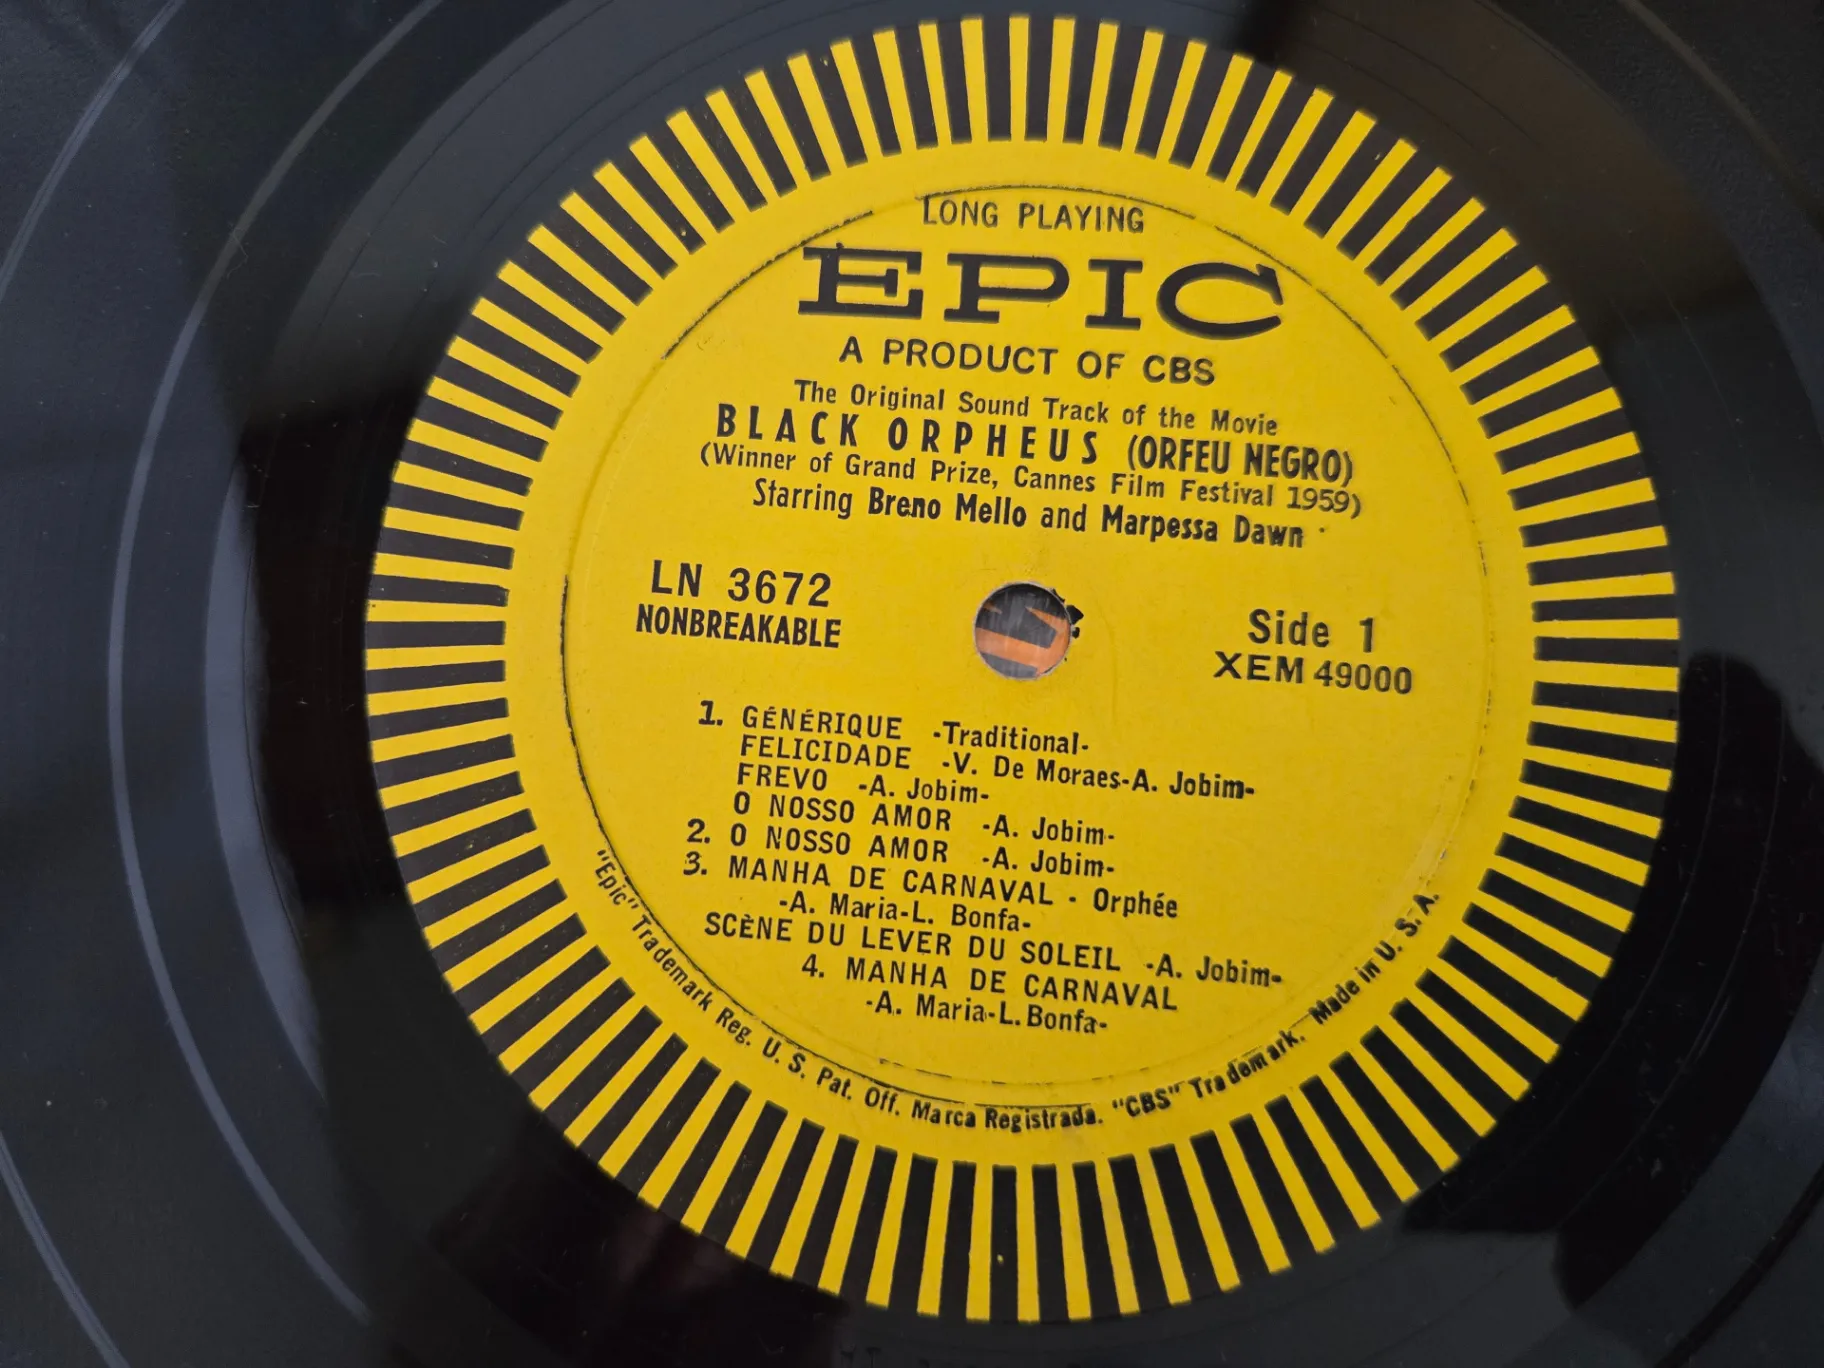 LONG PLAYING
EPIC
A PRODUCT OF CBS
The Original Sound Track of the Movie
BLACK ORPHEUS (ORFEU NEGRO)
(Winner of Grand Prize, Cannes Film Festival 1959)
Starring Breno Mello and Marpessa Dawn
LN 3672
NONBREAKABLE
Side 1
XEM 49000
1. GÉNÉRIQUE -Traditional-
FELICIDADE -V. De Moraes-A. Jobim-
FREVO -A. Jobim-
O NOSSO AMOR -A. Jobim-
2. O NOSSO AMOR -A. Jobim-
3. MANHA DE CARNAVAL - Orphée
-A. Maria-L. Bonfa-
SCÈNE DU LEVER DU SOLEIL -A. Jobim-
4. MANHA DE CARNAVAL
-A. Maria-L. Bonfa-
"Epic" Trademark Reg. U. S. Pat. Off. Marca Registrada. "CBS" Trademark. Made in U. S. A.